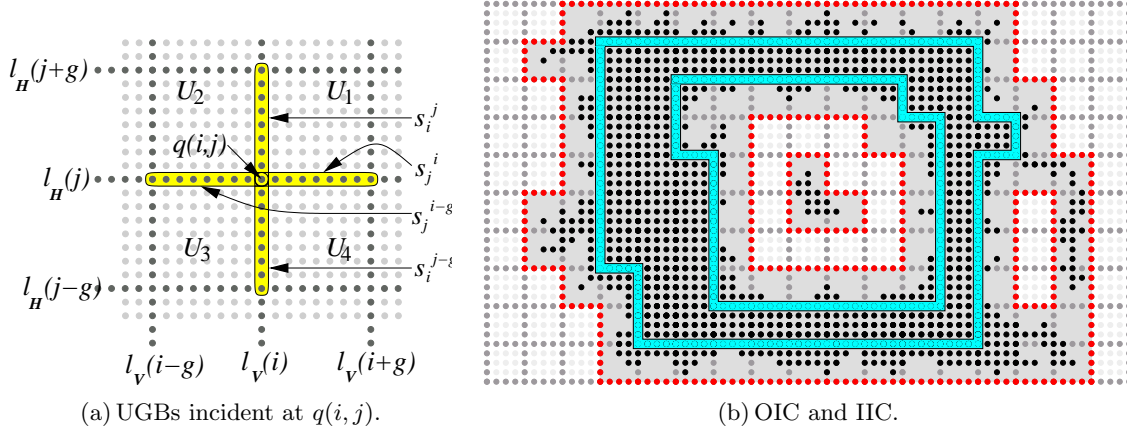 l_H(j+g)
U_2
U_1
s_i^j
q(i,j)
s_j^i
l_H(j)
s_j^{i-g}
U_3
U_4
s_i^{j-g}
l_H(j−g)
l_V(i−g)
l_V(i)
l_V(i+g)
(a) UGBs incident at q(i, j).
(b) OIC and IIC.